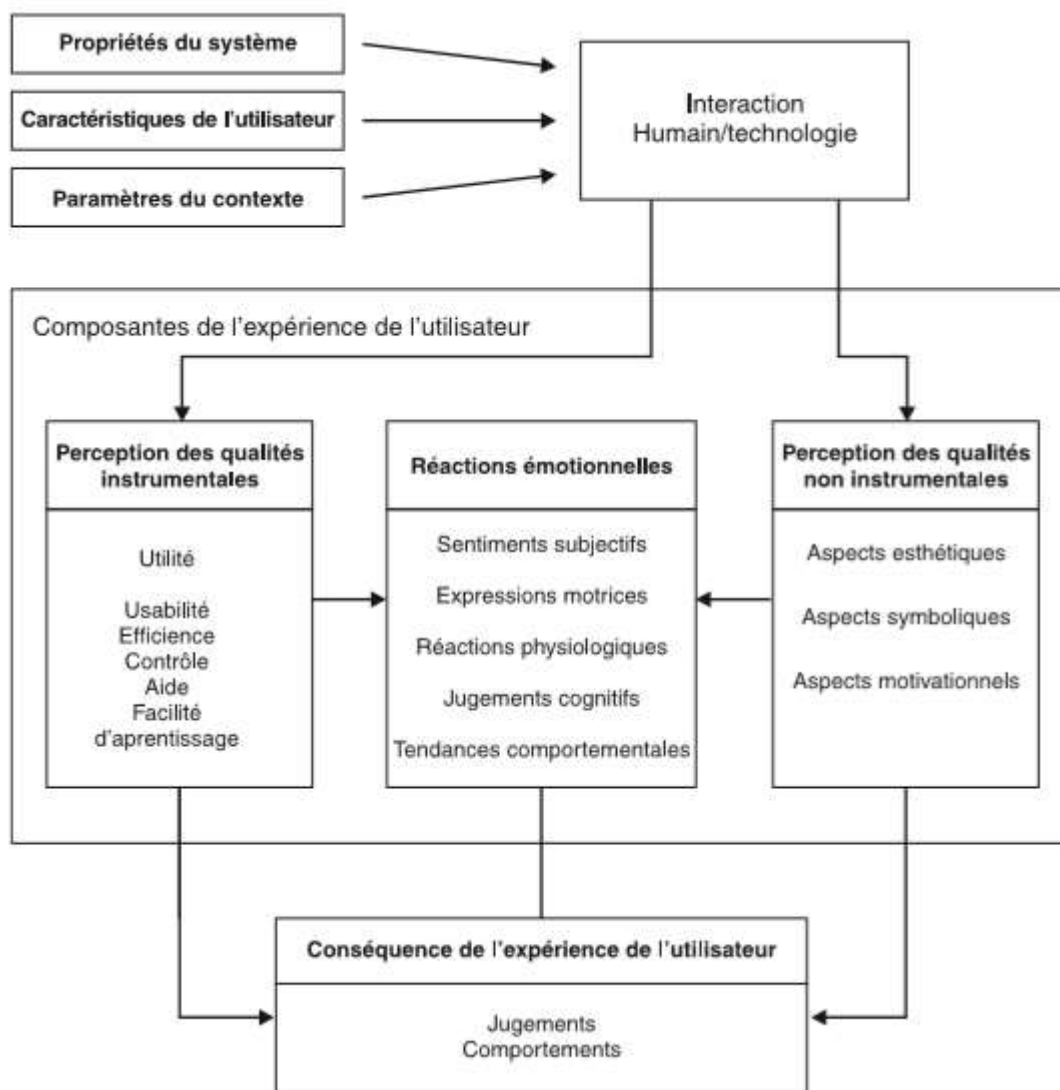 Propriétés du système
Caractéristiques de l'utilisateur
Paramètres du contexte
Interaction
Humain/technologie
Composantes de l'expérience de l'utilisateur
Perception des qualités
instrumentales
Utilité
Usabilité
Efficience
Contrôle
Aide
Facilité
d'aprentissage
Réactions émotionnelles
Sentiments subjectifs
Expressions motrices
Réactions physiologiques
Jugements cognitifs
Tendances comportementales
Perception des qualités
non instrumentales
Aspects esthétiques
Aspects symboliques
Aspects motivationnels
Conséquence de l'expérience de l'utilisateur
Jugements
Comportements